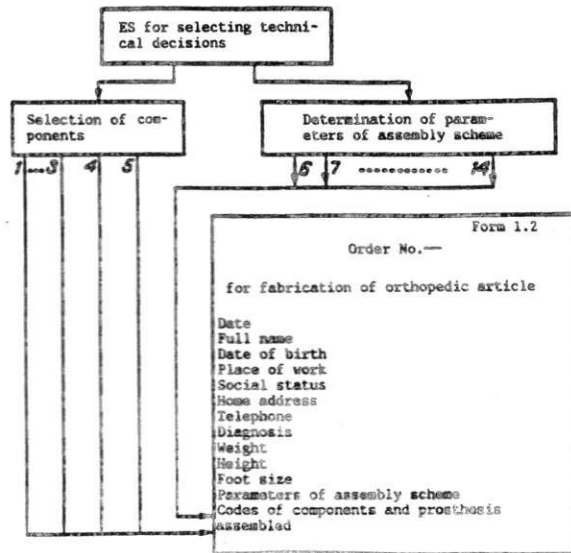 ES for selecting techni-
cal decisions
Selection of com-
ponents
Determination of param-
eters of assembly scheme
1....3 4 5
6 7 ............ 14
Form 1.2
Order No.—
for fabrication of orthopedic article
Date
Full name
Date of birth
Place of work
Social status
Home address
Telephone
Diagnosis
Weight
Height
Foot size
Parameters of assembly scheme
Codes of components and prosthesis
assembled